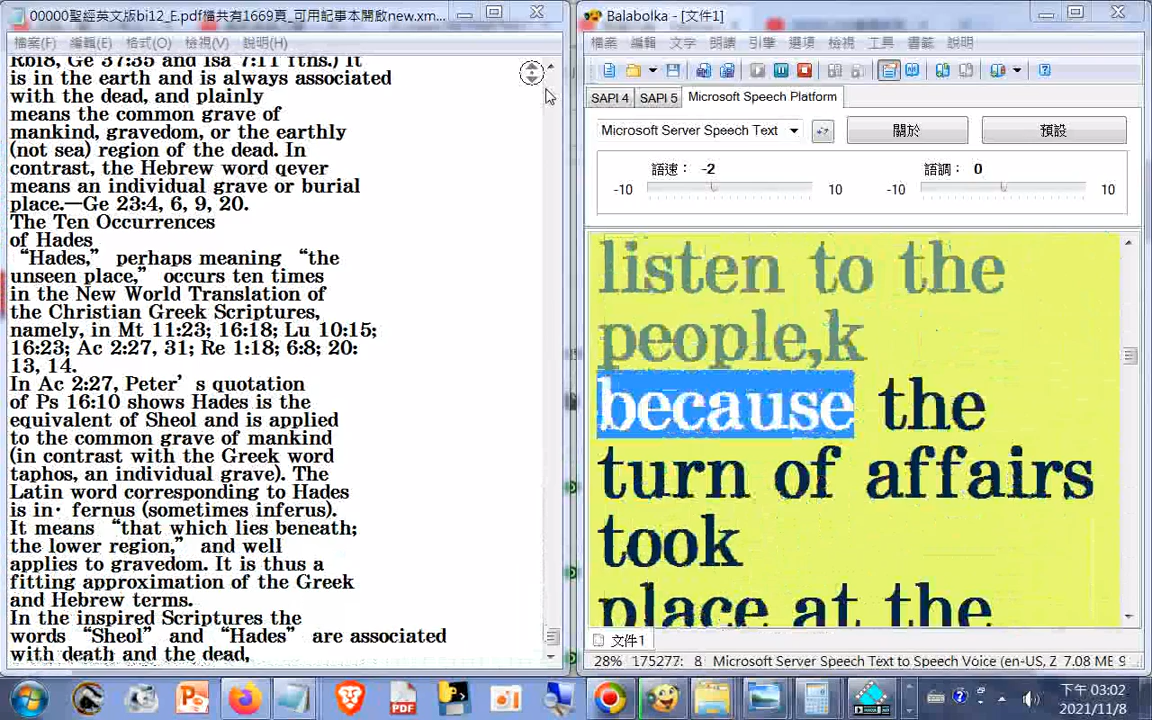 00000聖經英文版bi12_E.pdf檔共有1669頁_可用記事本開啟new.xm...
檔案(F) 編輯(E) 格式(O) 檢視(V) 說明(H)
Rbi8, Ge 37:35 and Isa 7:11 ftns.) It
is in the earth and is always associated
with the dead, and plainly
means the common grave of
mankind, gravedom, or the earthly
(not sea) region of the dead. In
contrast, the Hebrew word qever
means an individual grave or burial
place.—Ge 23:4, 6, 9, 20.
The Ten Occurrences
of Hades
“Hades,” perhaps meaning “the
unseen place,” occurs ten times
in the New World Translation of
the Christian Greek Scriptures,
namely, in Mt 11:23; 16:18; Lu 10:15;
16:23; Ac 2:27, 31; Re 1:18; 6:8; 20:
13, 14.
In Ac 2:27, Peter’s quotation
of Ps 16:10 shows Hades is the
equivalent of Sheol and is applied
to the common grave of mankind
(in contrast with the Greek word
taphos, an individual grave). The
Latin word corresponding to Hades
is in· fernus (sometimes inferus).
It means “that which lies beneath;
the lower region,” and well
applies to gravedom. It is thus a
fitting approximation of the Greek
and Hebrew terms.
In the inspired Scriptures the
words “Sheol” and “Hades” are associated
with death and the dead,
Balabolka - [文件1]
檔案 編輯 文字 朗讀 引擎 選項 檢視 工具 書籤 說明
SAPI 4 SAPI 5 Microsoft Speech Platform
Microsoft Server Speech Text 關於 預設
語速: -2 語調: 0
-10 10 -10 10
listen to the
people,k
because the
turn of affairs
took
place at the
文件1
28% 175277: 8 Microsoft Server Speech Text to Speech Voice (en-US, Z 7.08 MB 9
PDF
下午 03:02
2021/11/8